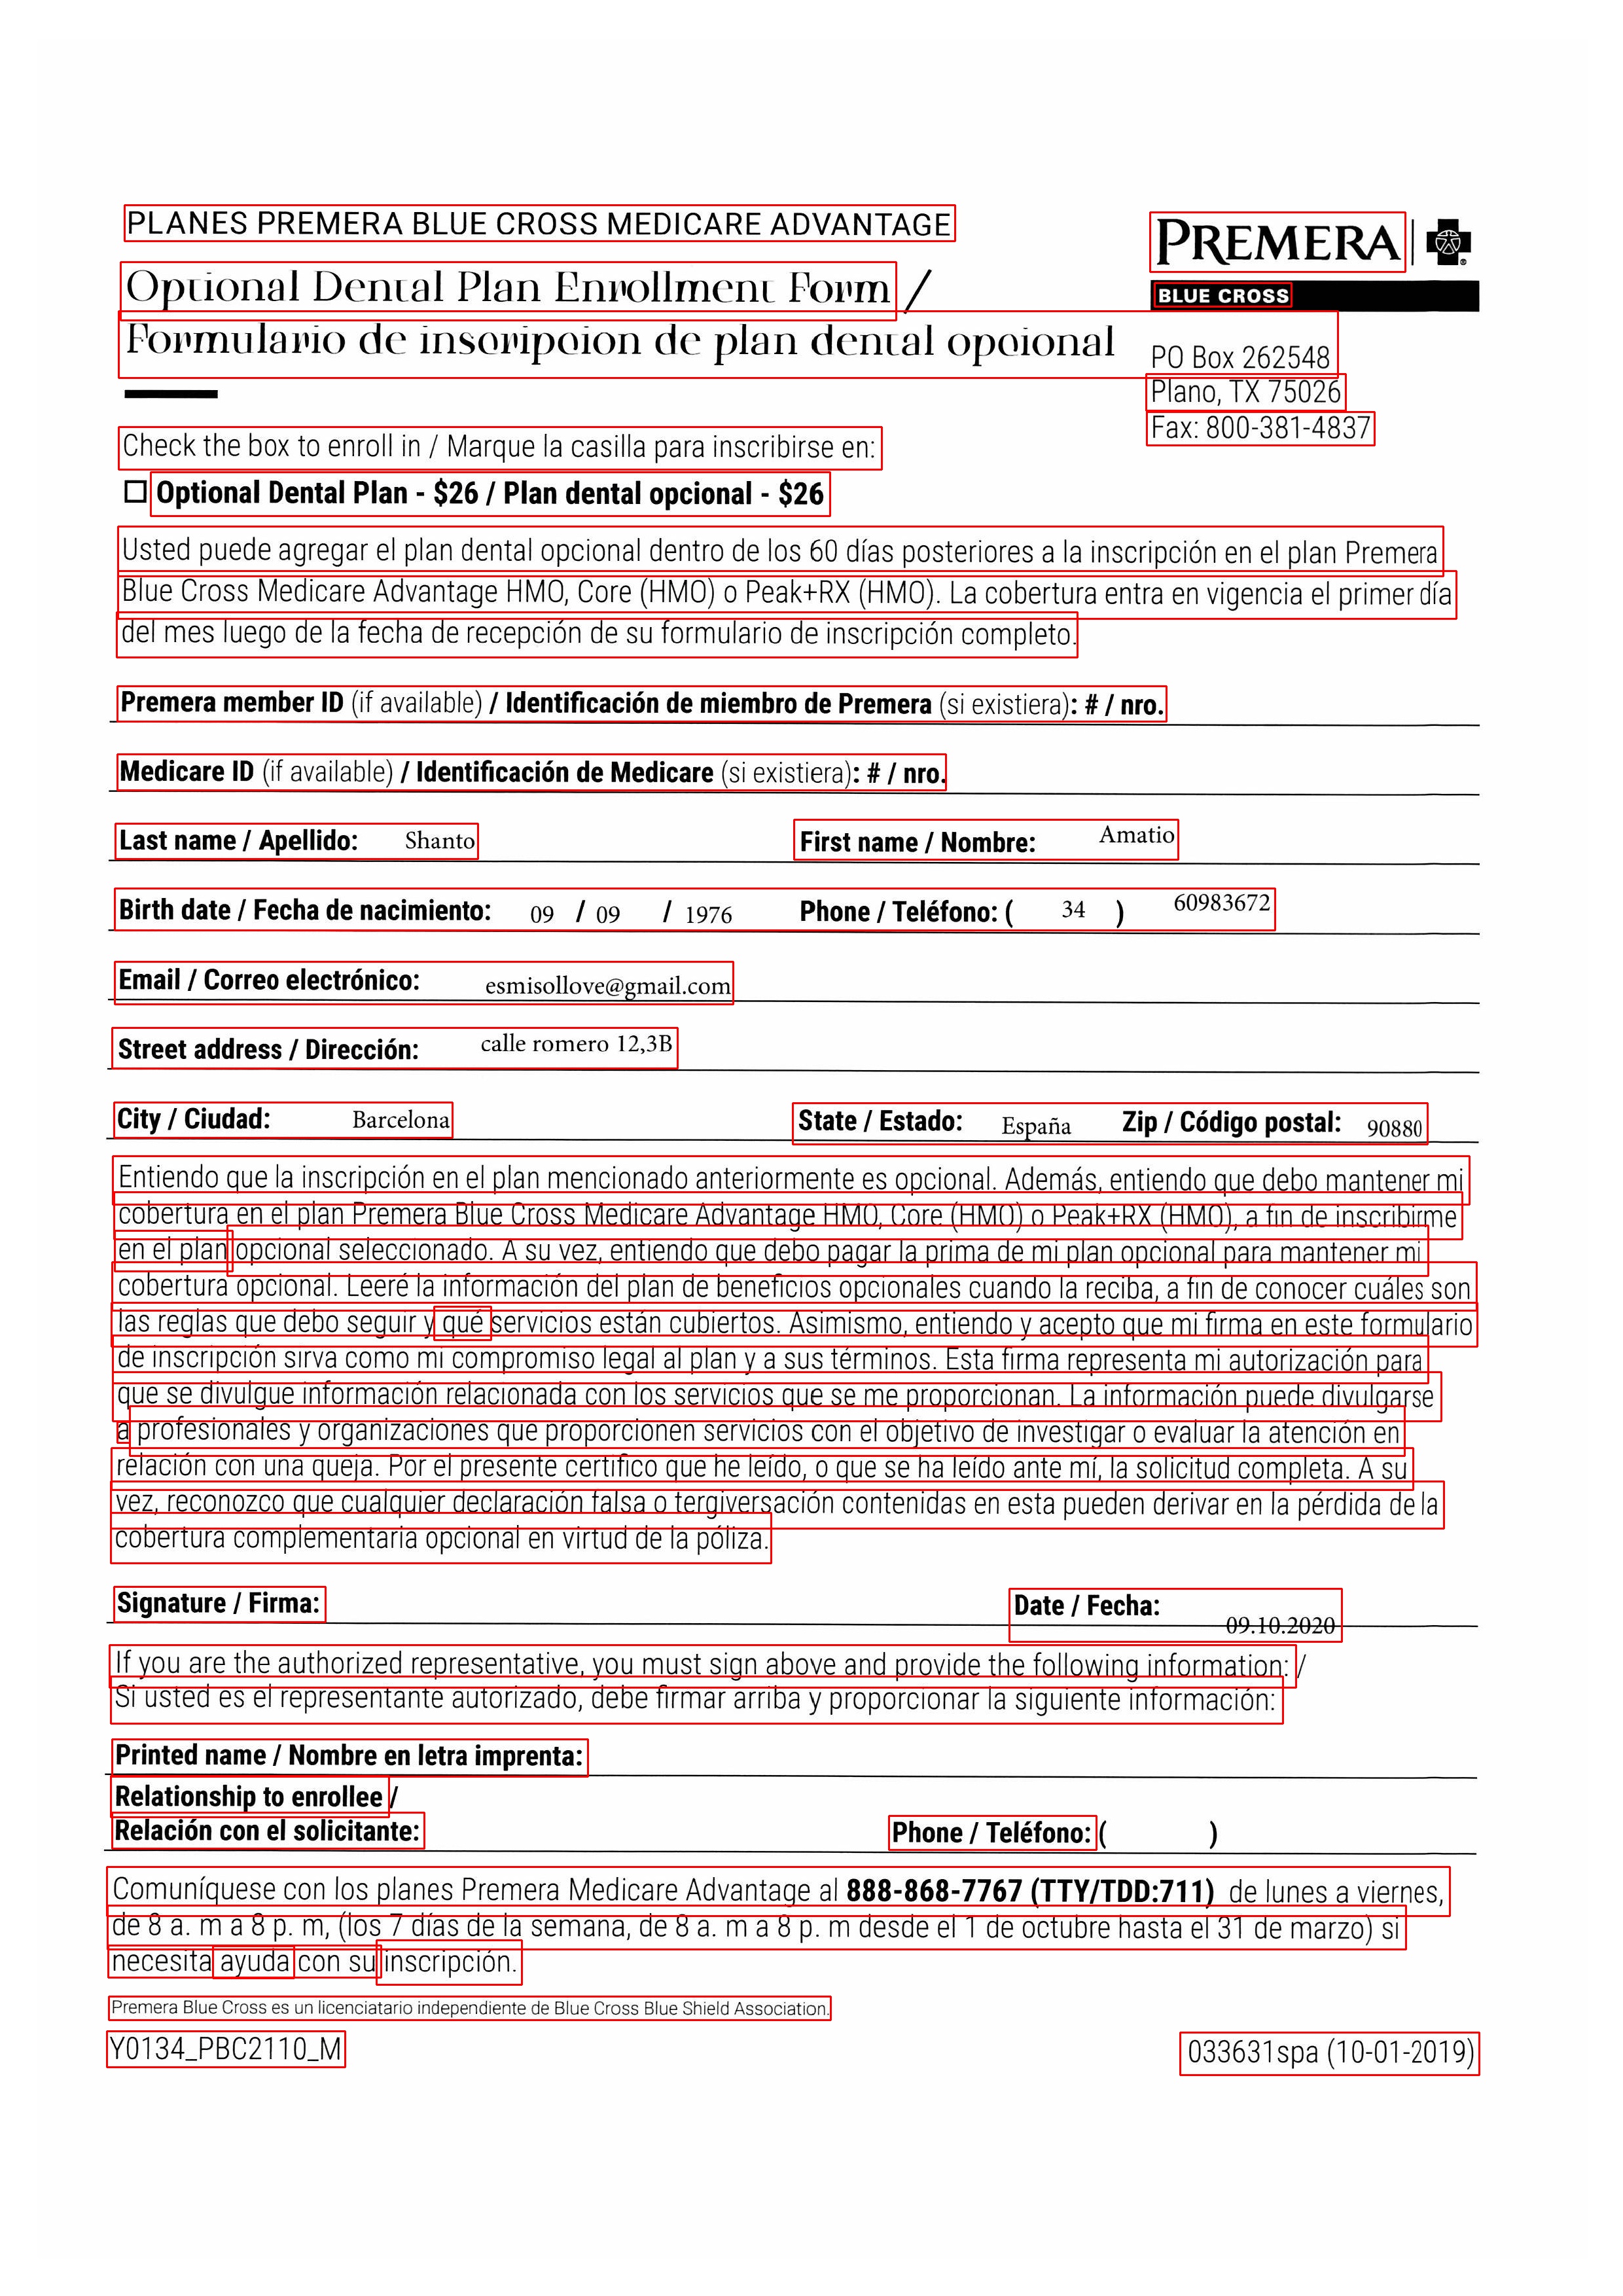 PLANES PREMERA BLUE CROSS MEDICARE ADVANTAGE
PREMERA
BLUE CROSS
Optional Dental Plan Enrollment Form /
Formulario de inscripcion de plan dental opcional
PO Box 262548
Plano, TX 75026
Fax: 800-381-4837
Check the box to enroll in / Marque la casilla para inscribirse en:
Optional Dental Plan - $26 / Plan dental opcional - $26
Usted puede agregar el plan dental opcional dentro de los 60 días posteriores a la inscripción en el plan Premera
Blue Cross Medicare Advantage HMO, Core (HMO) o Peak+RX (HMO). La cobertura entra en vigencia el primer día
del mes luego de la fecha de recepción de su formulario de inscripción completo.
Premera member ID (if available) / Identificación de miembro de Premera (si existiera): # / nro.
Medicare ID (if available) / Identificación de Medicare (si existiera): # / nro.
Last name / Apellido: Shanto First name / Nombre: Amatio
Birth date / Fecha de nacimiento: 09 / 09 / 1976 Phone / Teléfono: ( 34 ) 60983672
Email / Correo electrónico: esmisollove@gmail.com
Street address / Dirección: calle romero 12,3B
City / Ciudad: Barcelona State / Estado: España Zip / Código postal: 90880
Entiendo que la inscripción en el plan mencionado anteriormente es opcional. Además, entiendo que debo mantener mi
cobertura en el plan Premera Blue Cross Medicare Advantage HMO, Core (HMO) o Peak+RX (HMO), a fin de inscribirme
en el plan opcional seleccionado. A su vez, entiendo que debo pagar la prima de mi plan opcional para mantener mi
cobertura opcional. Leeré la información del plan de beneficios opcionales cuando la reciba, a fin de conocer cuáles son
las reglas que debo seguir y qué servicios están cubiertos. Asimismo, entiendo y acepto que mi firma en este formulario
de inscripción sirva como mi compromiso legal al plan y a sus términos. Esta firma representa mi autorización para
que se divulgue información relacionada con los servicios que se me proporcionan. La información puede divulgarse
a profesionales y organizaciones que proporcionen servicios con el objetivo de investigar o evaluar la atención en
relación con una queja. Por el presente certifico que he leído, o que se ha leído ante mí, la solicitud completa. A su
vez, reconozco que cualquier declaración falsa o tergiversación contenidas en esta pueden derivar en la pérdida de la
cobertura complementaria opcional en virtud de la póliza.
Signature / Firma: Date / Fecha: 09.10.2020
If you are the authorized representative, you must sign above and provide the following information: /
Si usted es el representante autorizado, debe firmar arriba y proporcionar la siguiente información:
Printed name / Nombre en letra imprenta:
Relationship to enrollee /
Relación con el solicitante: Phone / Teléfono: ( )
Comuníquese con los planes Premera Medicare Advantage al 888-868-7767 (TTY/TDD:711) de lunes a viernes,
de 8 a. m a 8 p. m, (los 7 días de la semana, de 8 a. m a 8 p. m desde el 1 de octubre hasta el 31 de marzo) si
necesita ayuda con su inscripción.
Premera Blue Cross es un licenciatario independiente de Blue Cross Blue Shield Association.
Y0134_PBC2110_M 033631spa (10-01-2019)